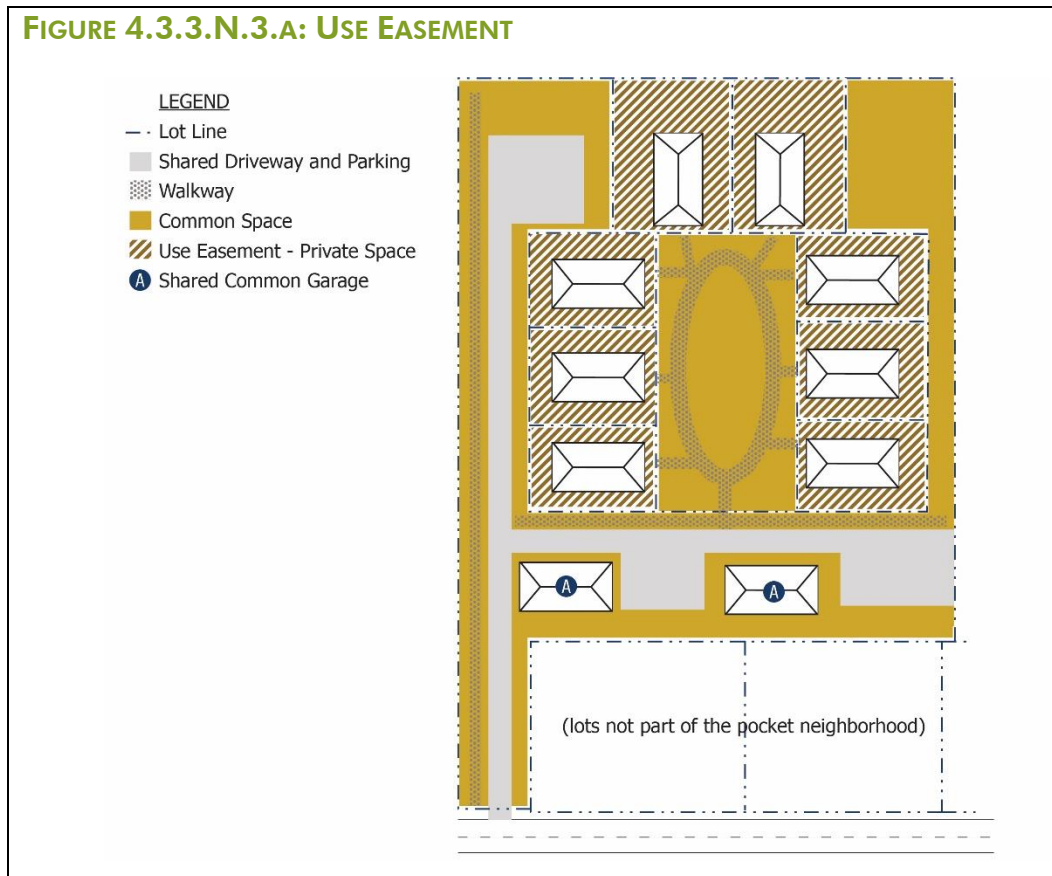 FIGURE 4.3.3.N.3.A: USE EASEMENT
LEGEND
Lot Line
Shared Driveway and Parking
Walkway
Common Space
Use Easement - Private Space
A Shared Common Garage
A
A
(lots not part of the pocket neighborhood)